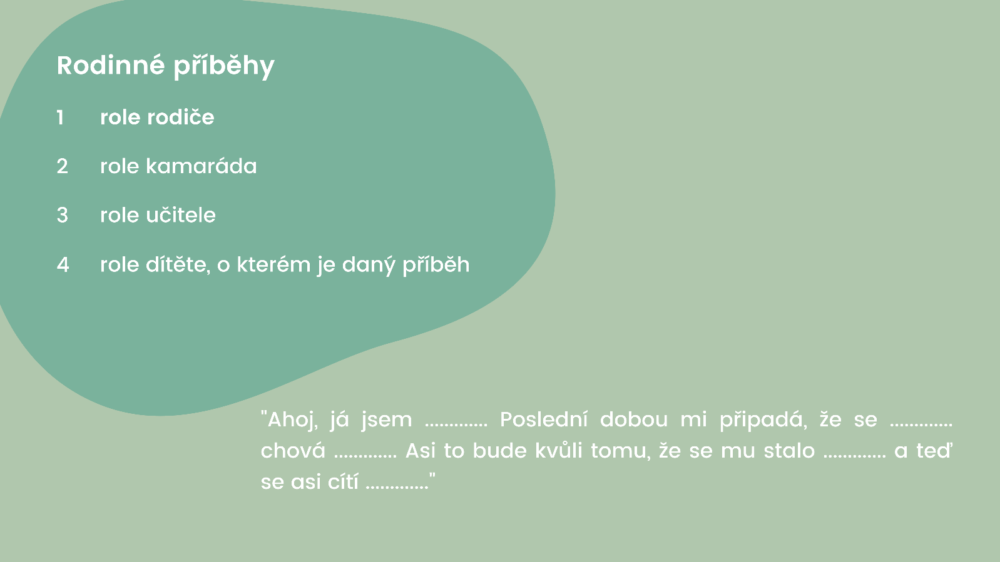 Rodinné příběhy
1 role rodiče
2 role kamaráda
3 role učitele
4 role dítěte, o kterém je daný příběh
"Ahoj, já jsem ............. Poslední dobou mi připadá, že se .............
chová ............. Asi to bude kvůli tomu, že se mu stalo ............. a teď
se asi cítí ............."